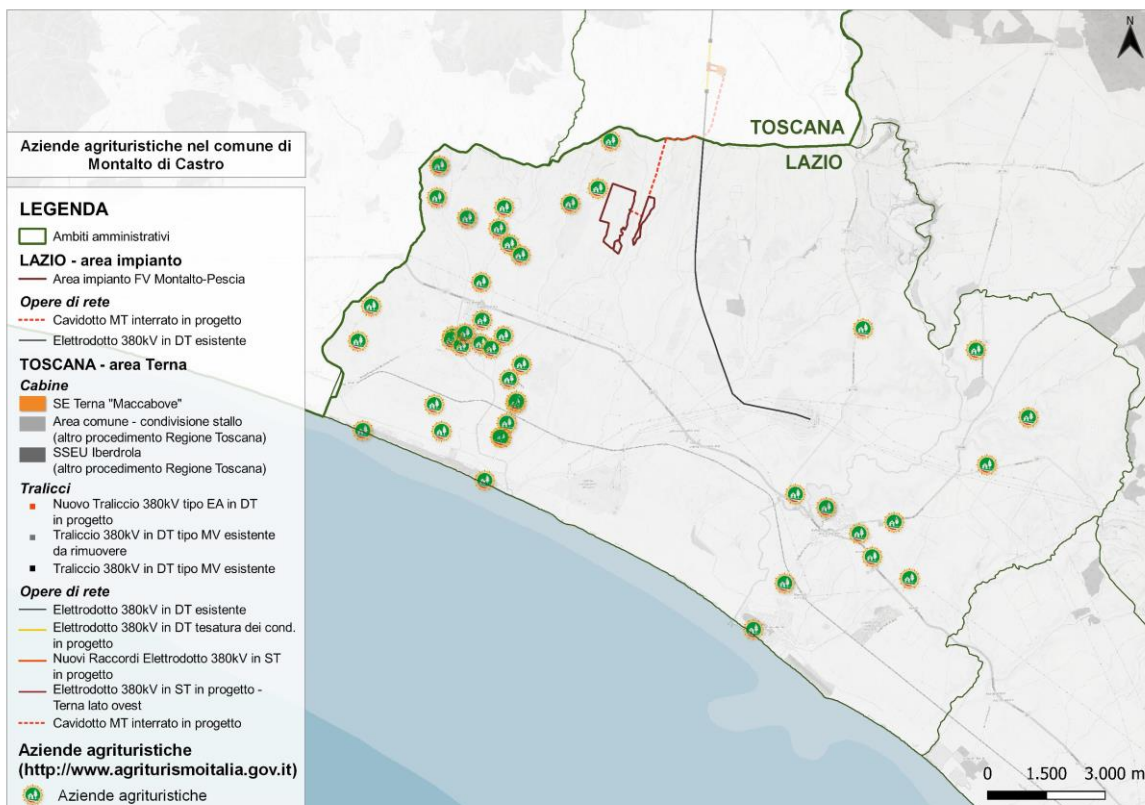 Aziende agrituristiche nel comune di
Montalto di Castro
LEGENDA
Ambiti amministrativi
LAZIO - area impianto
Area impianto FV Montalto-Pescia
Opere di rete
Cavidotto MT interrato in progetto
Elettrodotto 380kV in DT esistente
TOSCANA - area Terna
Cabine
SE Terna "Maccabove"
Area comune - condivisione stallo
(altro procedimento Regione Toscana)
SSEU Iberdrola
(altro procedimento Regione Toscana)
Tralicci
Nuovo Traliccio 380kV tipo EA in DT
in progetto
Traliccio 380kV in DT tipo MV esistente
da rimuovere
Traliccio 380kV in DT tipo MV esistente
Opere di rete
Elettrodotto 380kV in DT esistente
Elettrodotto 380kV in DT tesatura dei cond.
in progetto
Nuovi Raccordi Elettrodotto 380kV in ST
in progetto
Elettrodotto 380kV in ST in progetto -
Terna lato ovest
Cavidotto MT interrato in progetto
Aziende agrituristiche
(http://www.agriturismoitalia.gov.it)
Aziende agrituristiche
TOSCANA
LAZIO
N
0 1.500 3.000 m